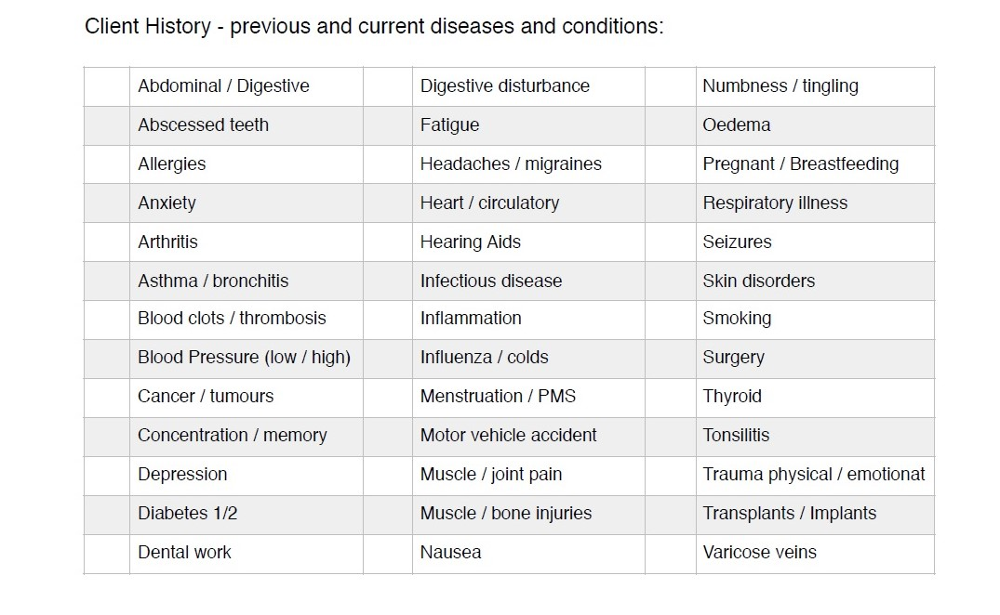 Client History - previous and current diseases and conditions:
Abdominal / Digestive Digestive disturbance Numbness / tingling
Abscessed teeth Fatigue Oedema
Allergies Headaches / migraines Pregnant / Breastfeeding
Anxiety Heart / circulatory Respiratory illness
Arthritis Hearing Aids Seizures
Asthma / bronchitis Infectious disease Skin disorders
Blood clots / thrombosis Inflammation Smoking
Blood Pressure (low / high) Influenza / colds Surgery
Cancer / tumours Menstruation / PMS Thyroid
Concentration / memory Motor vehicle accident Tonsilitis
Depression Muscle / joint pain Trauma physical / emotionat
Diabetes 1/2 Muscle / bone injuries Transplants / Implants
Dental work Nausea Varicose veins